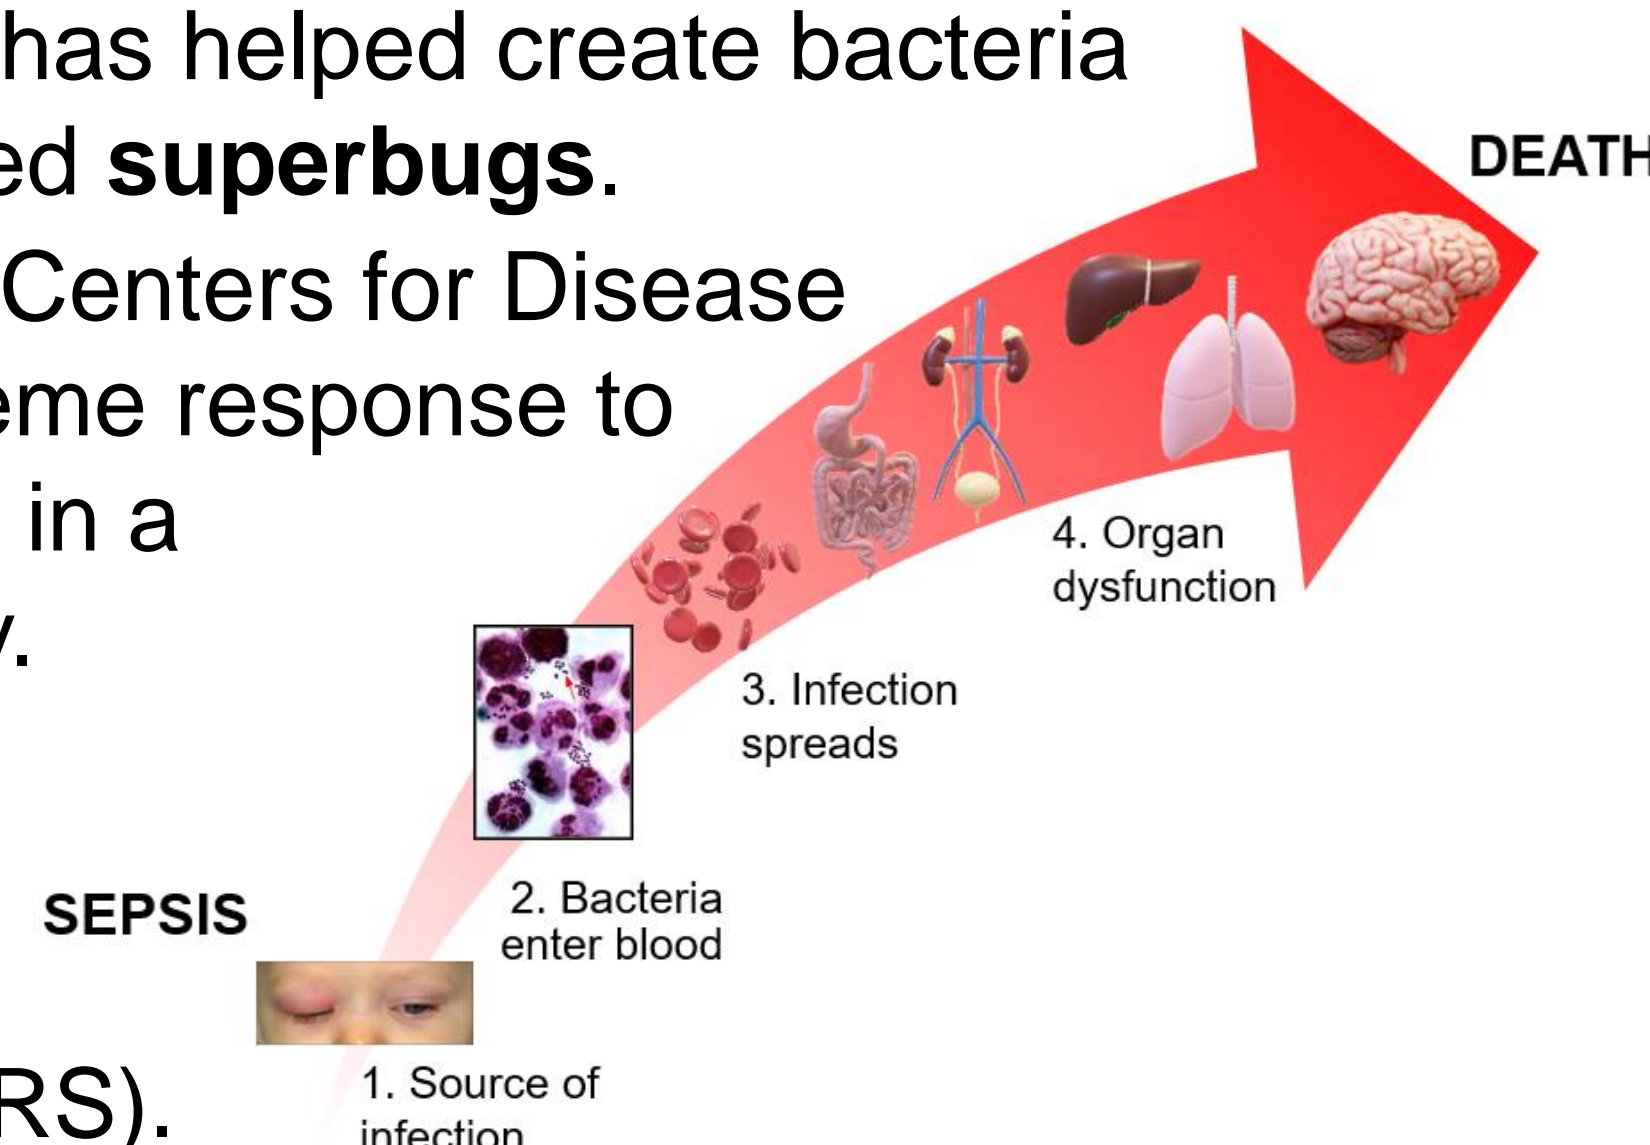 has helped create bacteria
ed superbugs.
Centers for Disease
eme response to
in a
y.
RS).
DEATH
4. Organ
dysfunction
3. Infection
spreads
2. Bacteria
enter blood
SEPSIS
1. Source of
infection